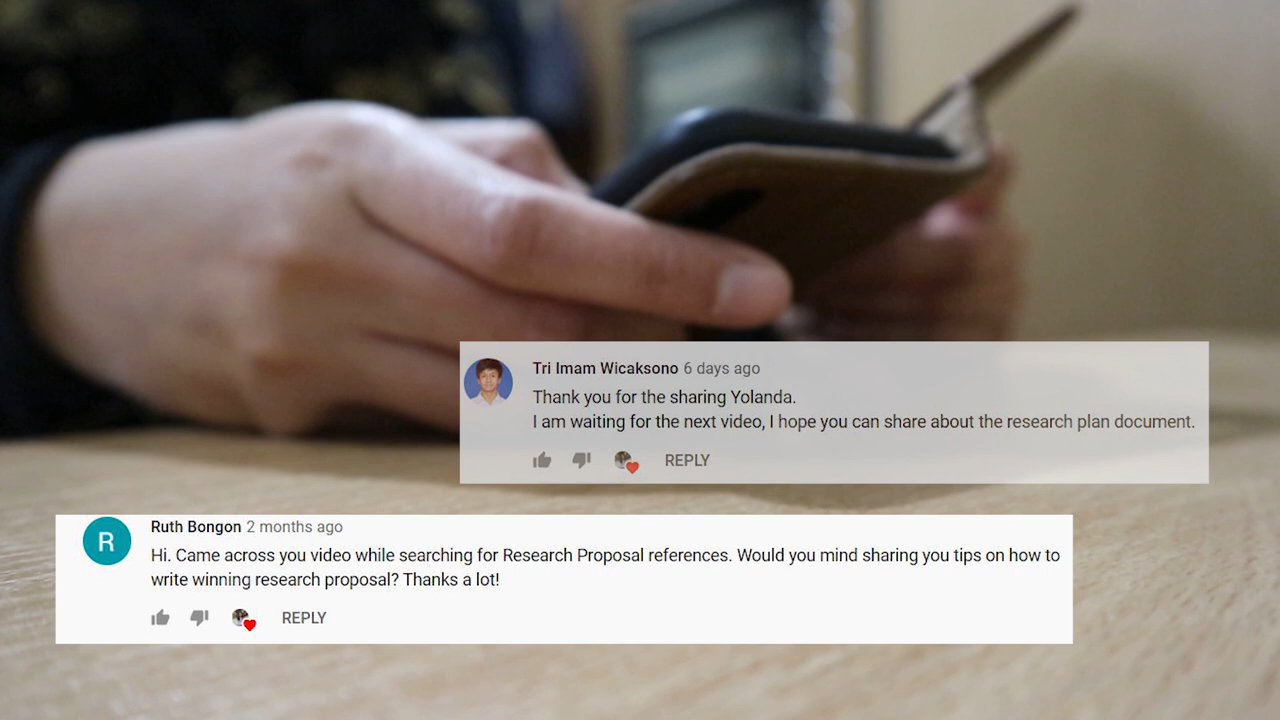 Tri Imam Wicaksono 6 days ago
Thank you for the sharing Yolanda.
I am waiting for the next video, I hope you can share about the research plan document.
REPLY
R
Ruth Bongon 2 months ago
Hi. Came across you video while searching for Research Proposal references. Would you mind sharing you tips on how to
write winning research proposal? Thanks a lot!
REPLY